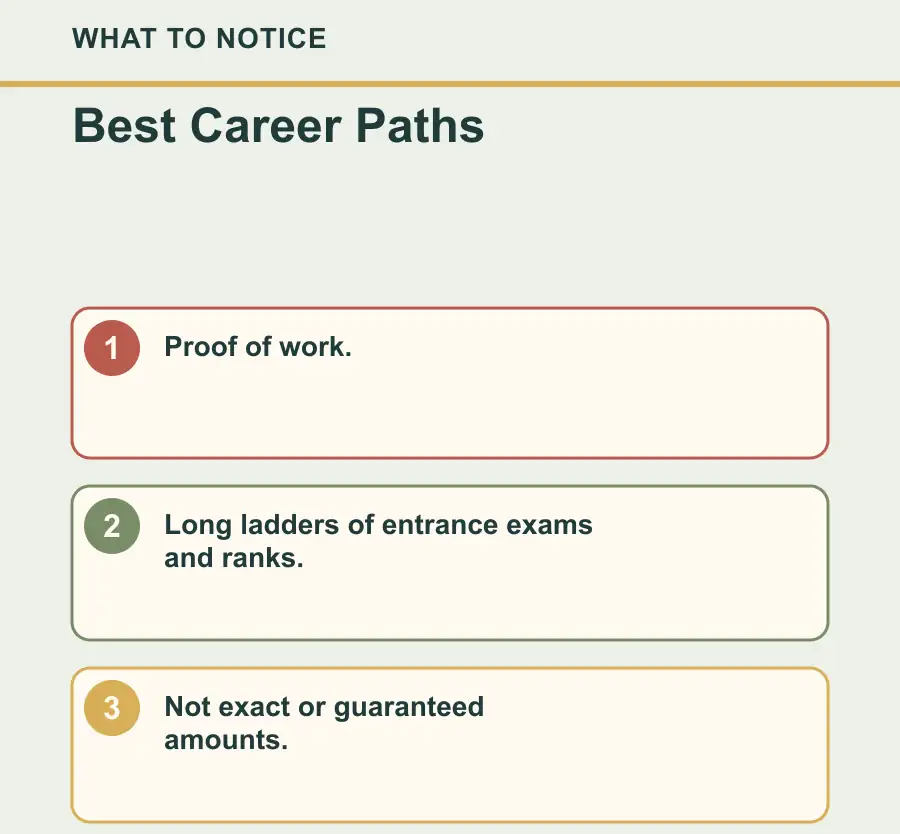 WHAT TO NOTICE
Best Career Paths
1
Proof of work.
2
Long ladders of entrance exams
and ranks.
3
Not exact or guaranteed
amounts.